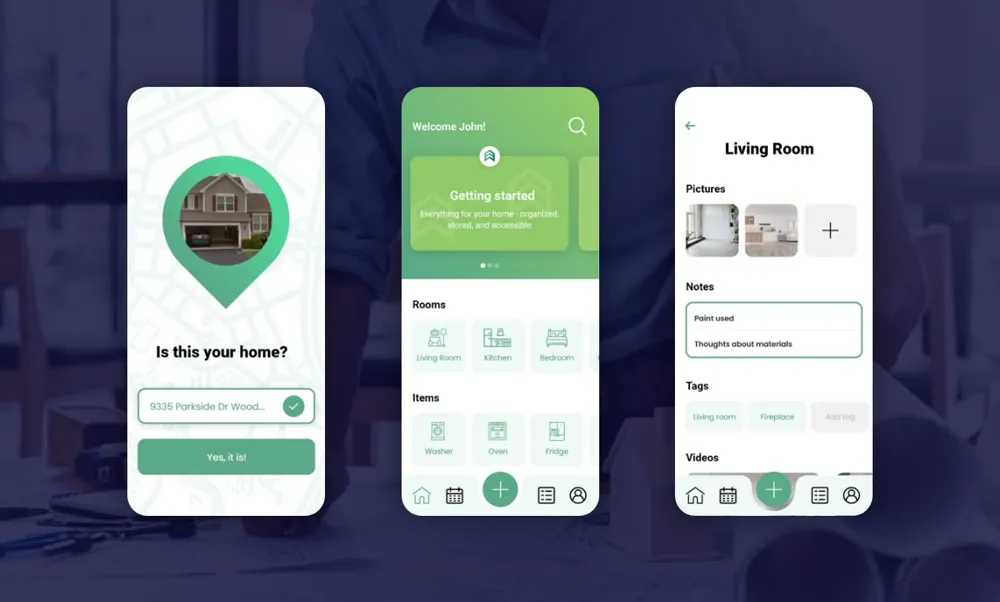 Is this your home?
9335 Parkside Dr Wood...
Yes, it is!
Welcome John!
Getting started
Everything for your home - organized,
stored, and accessible
Rooms
Living Room
Kitchen
Bedroom
Items
Washer
Oven
Fridge
Living Room
Pictures
Notes
Paint used
Thoughts about materials
Tags
Living room
Fireplace
Add tag
Videos